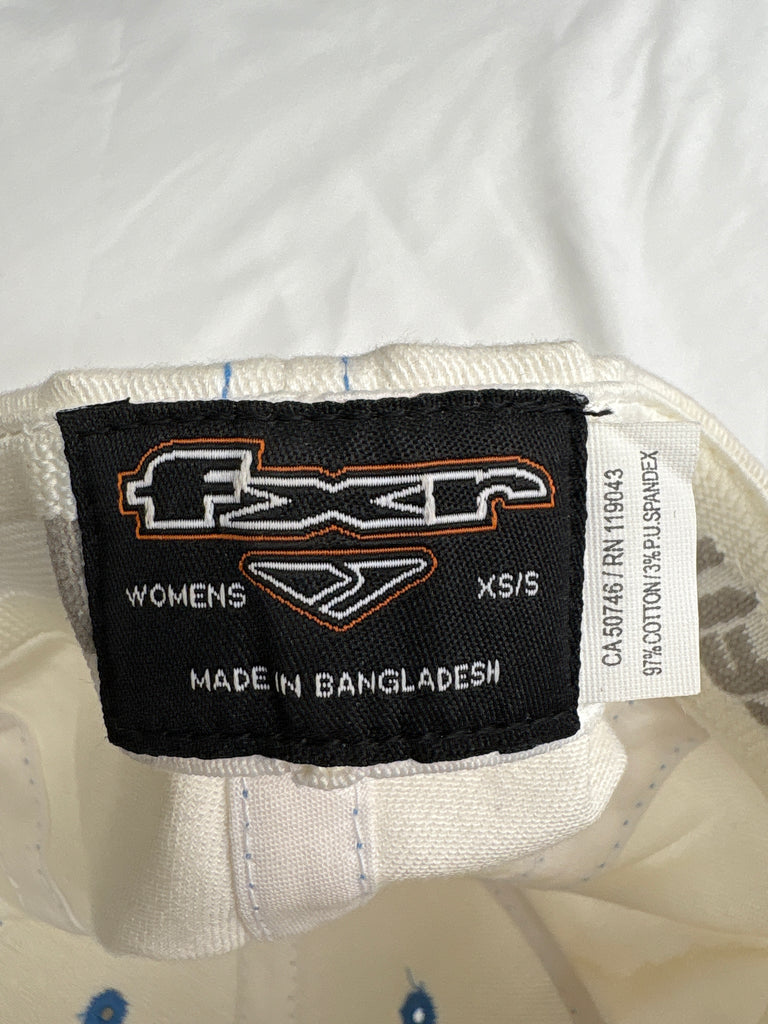 fxr
WOMENS XS/S
MADE IN BANGLADESH
CA 50746 / RN 119043
97% COTTON / 3% P.U.SPANDEX